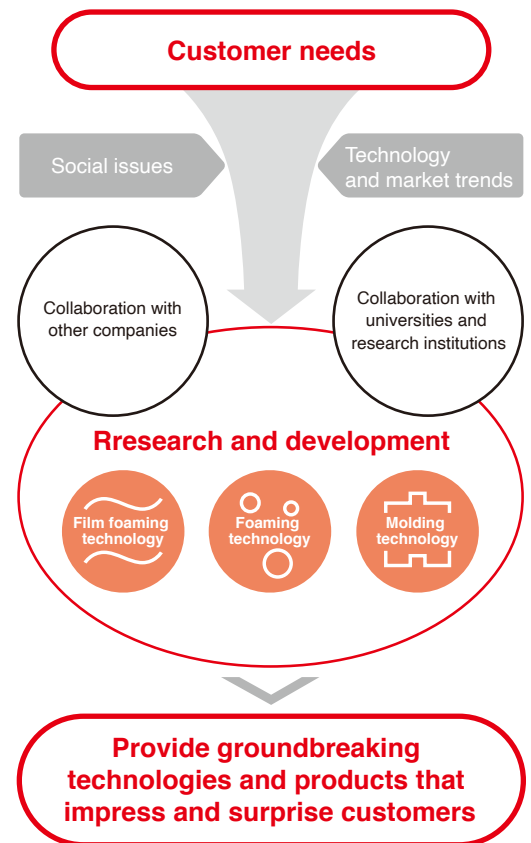 Customer needs
Social issues
Technology
and market trends
Collaboration with
other companies
Collaboration with
universities and
research institutions
Rresearch and development
Film foaming
technology
Foaming
technology
Molding
technology
Provide groundbreaking
technologies and products that
impress and surprise customers